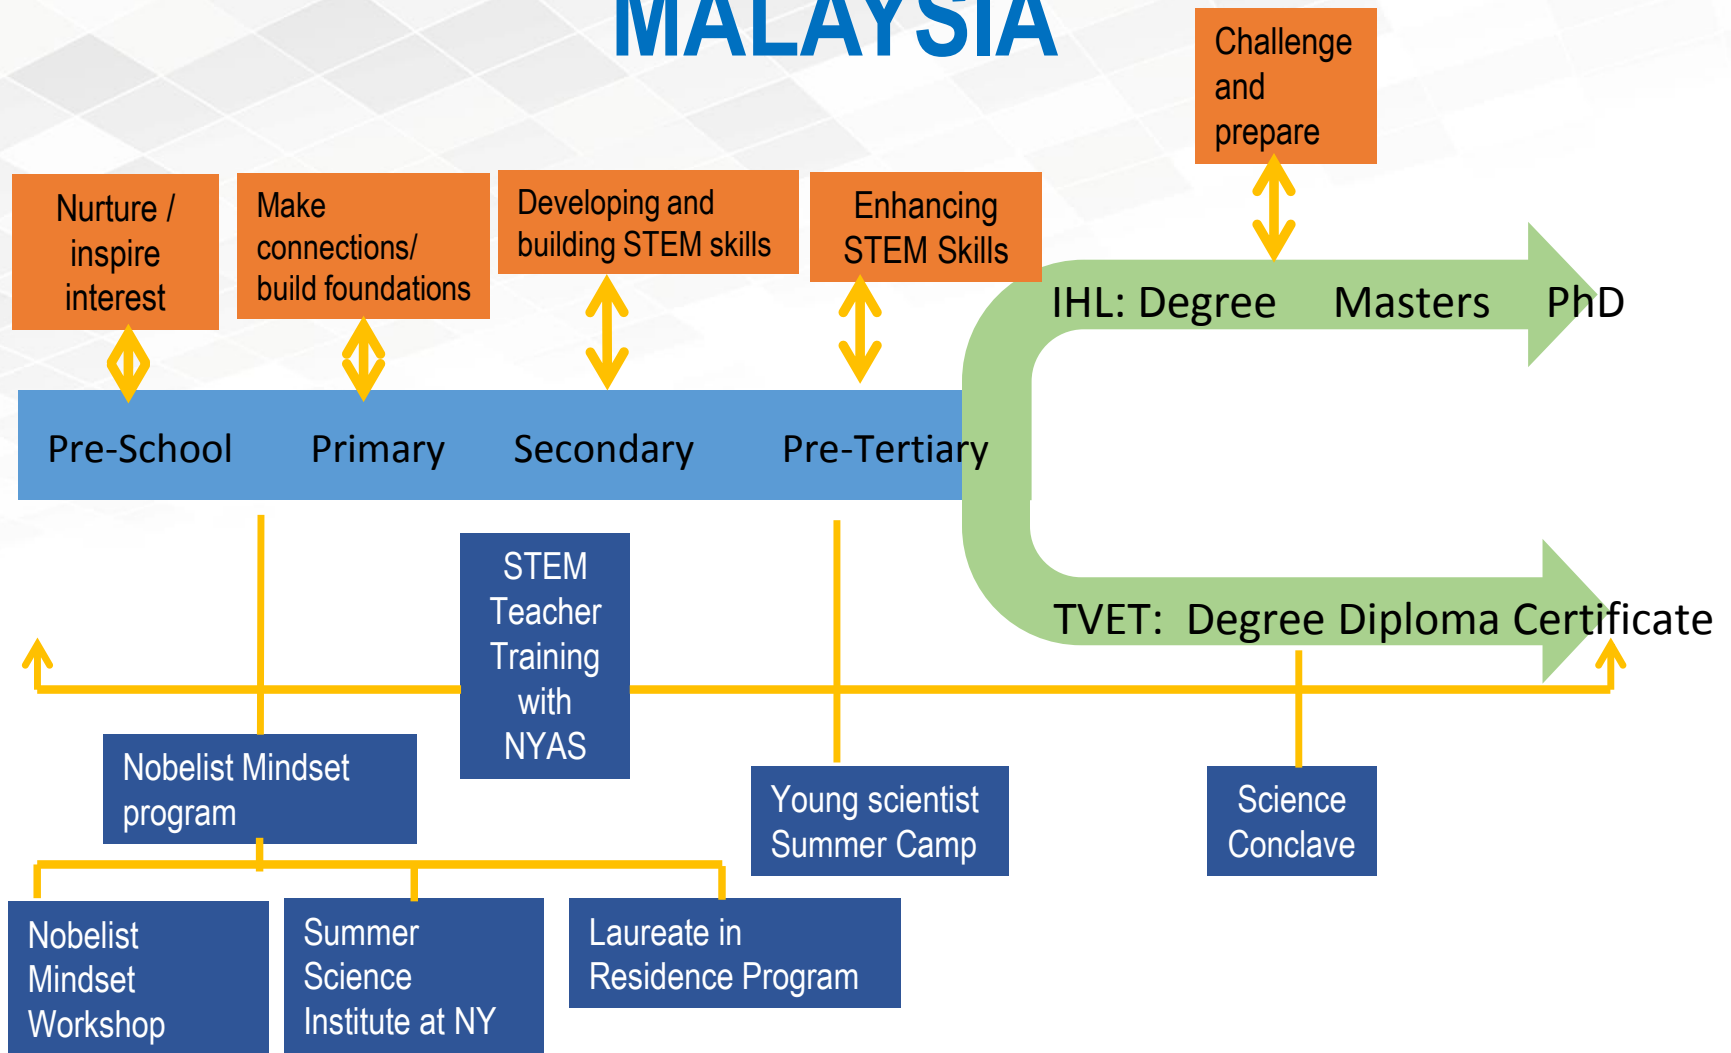 MALAYSIA
Challenge
and
prepare
Nurture /
inspire
interest
Make
connections/
build foundations
Developing and
building STEM skills
Enhancing
STEM Skills
IHL: Degree Masters PhD
Pre-School Primary Secondary Pre-Tertiary
STEM
Teacher
Training
with
NYAS
TVET: Degree Diploma Certificate
Nobelist Mindset
program
Young scientist
Summer Camp
Science
Conclave
Nobelist
Mindset
Workshop
Summer
Science
Institute at NY
Laureate in
Residence Program